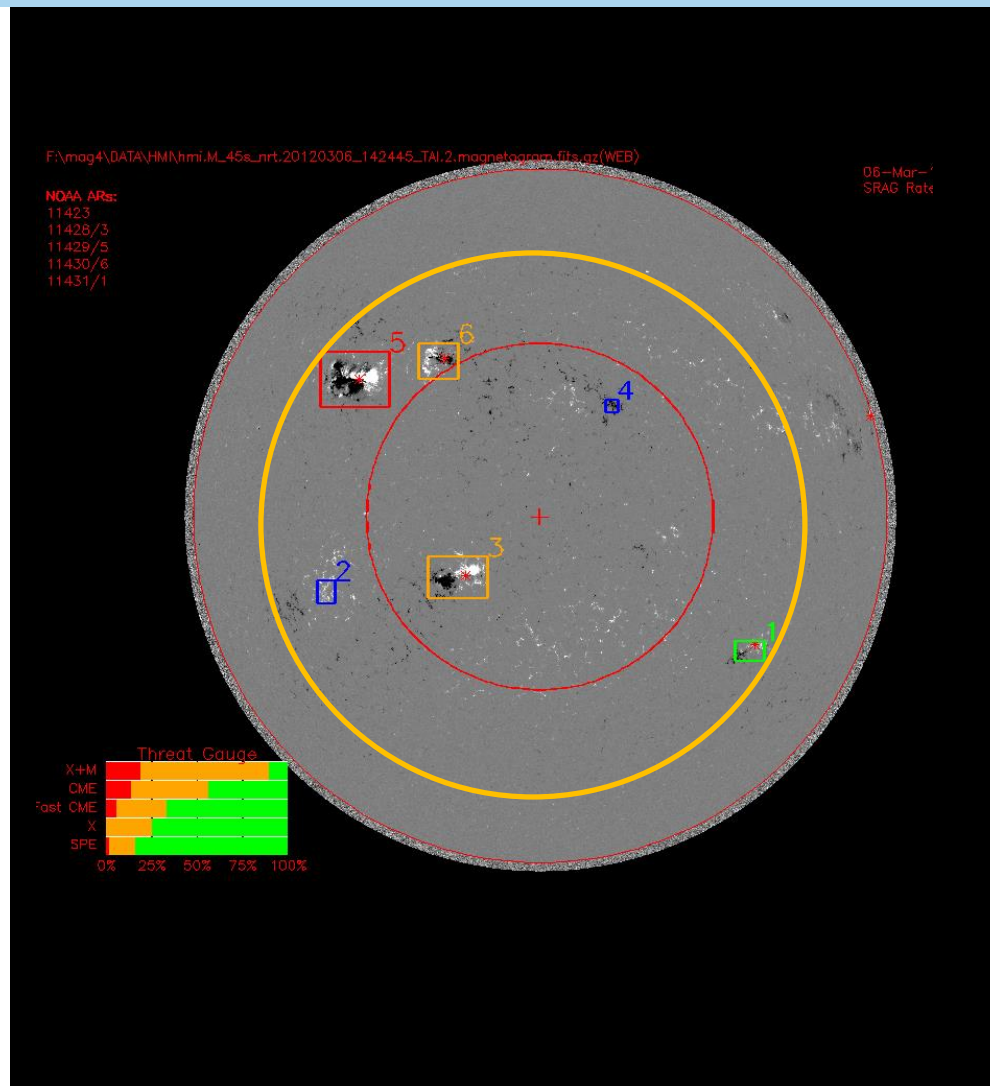 F:\mag4\DATA\HMI\hmi.M_45s_nrt.20120306_142445_TAI.2.magnetogram.fits.gz(WEB)
06-Mar-
SRAG Rate
NOAA ARs:
11423
11428/3
11429/5
11430/6
11431/1
5
6
4
3
2
1
Threat Gauge
X+M
CME
Fast CME
X
SPE
0% 25% 50% 75% 100%